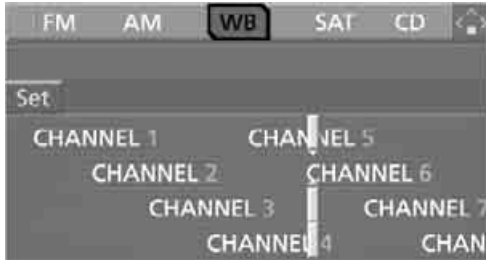 FM AM WB SAT CD
Set
CHANNEL 1 CHANNEL 5
CHANNEL 2 CHANNEL 6
CHANNEL 3 CHANNEL 7
CHANNEL 4 CHAN